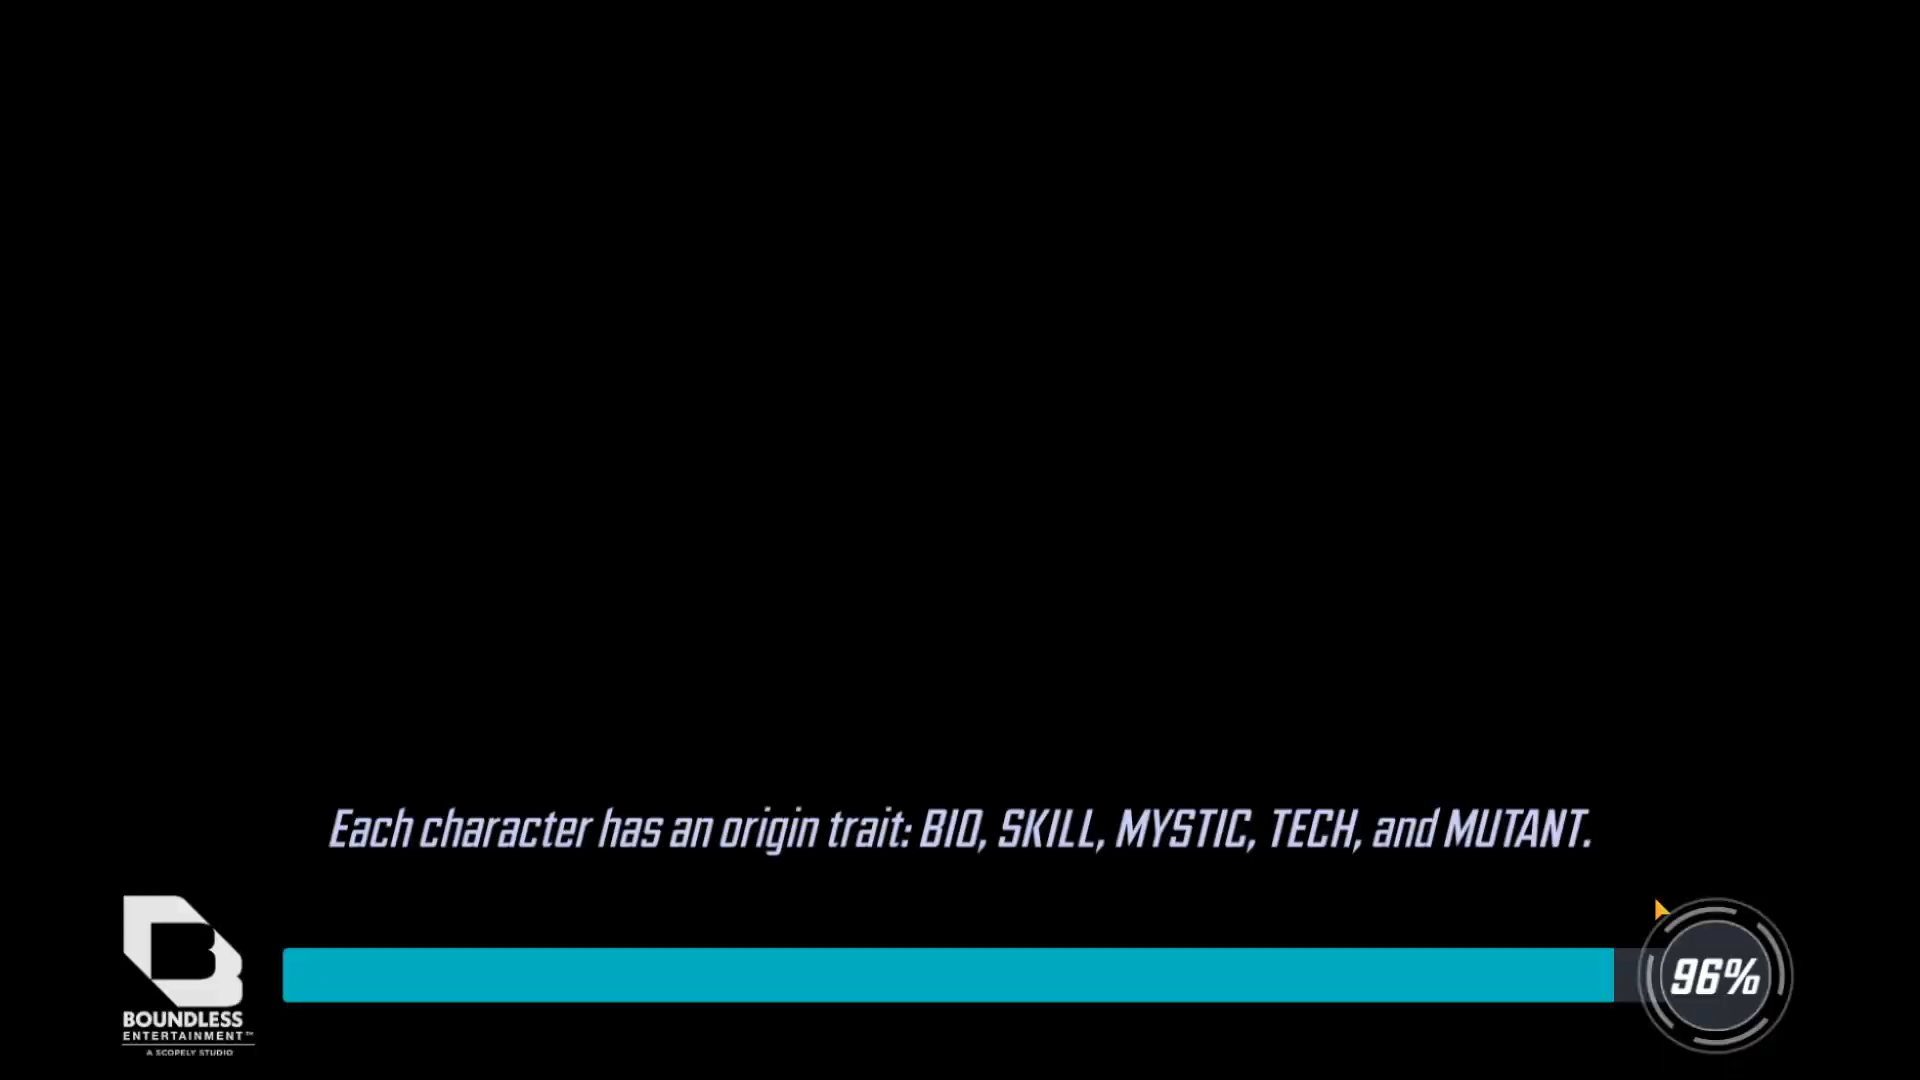 Each character has an origin trait: BIO, SKILL, MYSTIC, TECH, and MUTANT.
96%
BOUNDLESS
ENTERTAINMENT™
A SCOPELY STUDIO